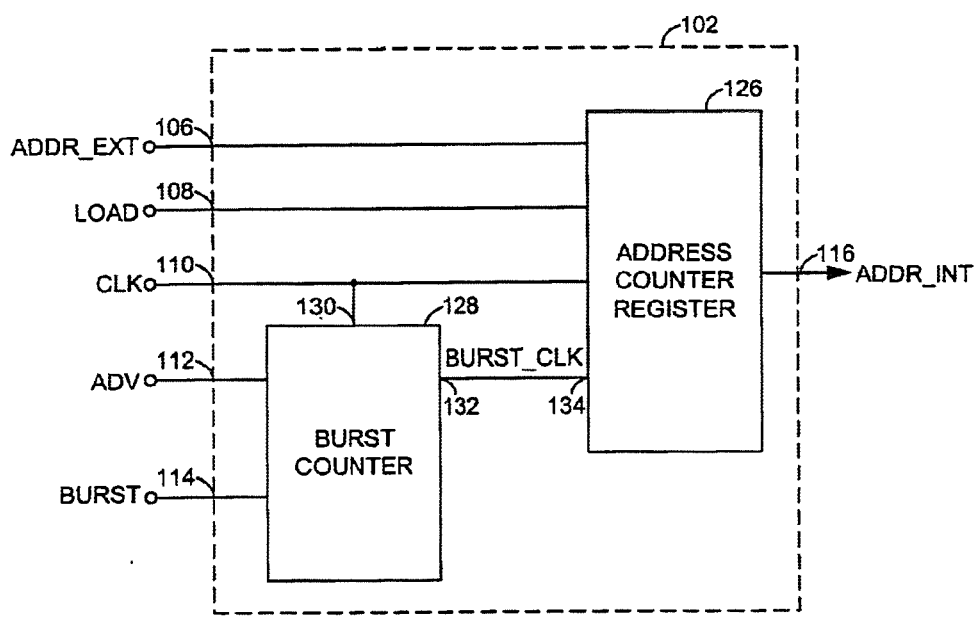 102
126
106
ADDR_EXT
108
LOAD
110
CLK
ADDRESS
COUNTER
REGISTER
116
ADDR_INT
130
128
112
ADV
BURST_CLK
132
134
BURST
COUNTER
114
BURST